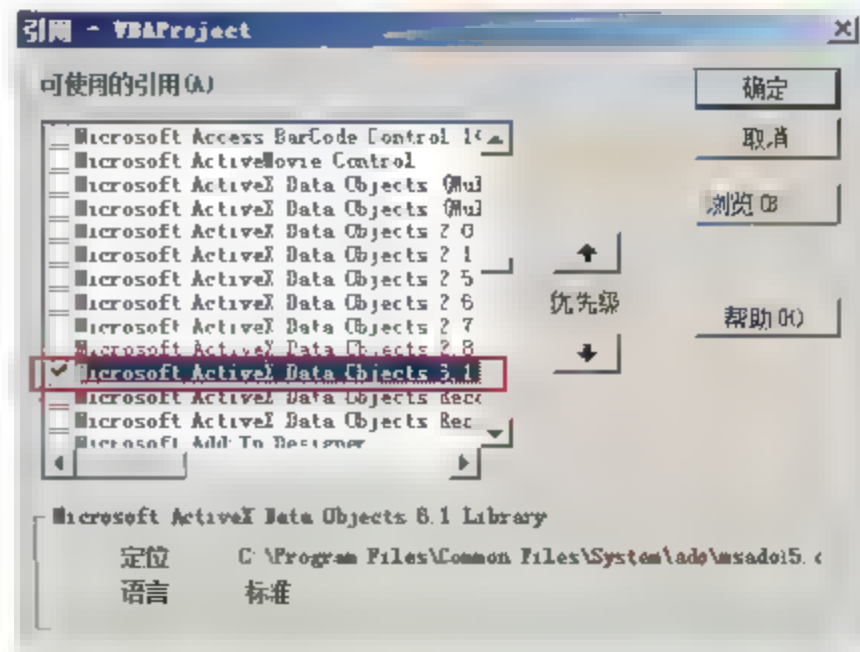 引用 - VBAProject
可使用的引用(A)
确定
Microsoft Access BarCode Control 14
取消
Microsoft ActiveMovie Control
Microsoft ActiveX Data Objects (Mul
浏览(B)
Microsoft ActiveX Data Objects (Mul
Microsoft ActiveX Data Objects 2.0
Microsoft ActiveX Data Objects 2.1
Microsoft ActiveX Data Objects 2.5
Microsoft ActiveX Data Objects 2.6
优先级
帮助(H)
Microsoft ActiveX Data Objects 2.7
Microsoft ActiveX Data Objects 2.8
Microsoft ActiveX Data Objects 6.1
Microsoft ActiveX Data Objects Rec
Microsoft ActiveX Data Objects Rec
Microsoft Add-In Designer
Microsoft ActiveX Data Objects 6.1 Library
定位 C:\Program Files\Common Files\System\ado\msado15.
语言 标准